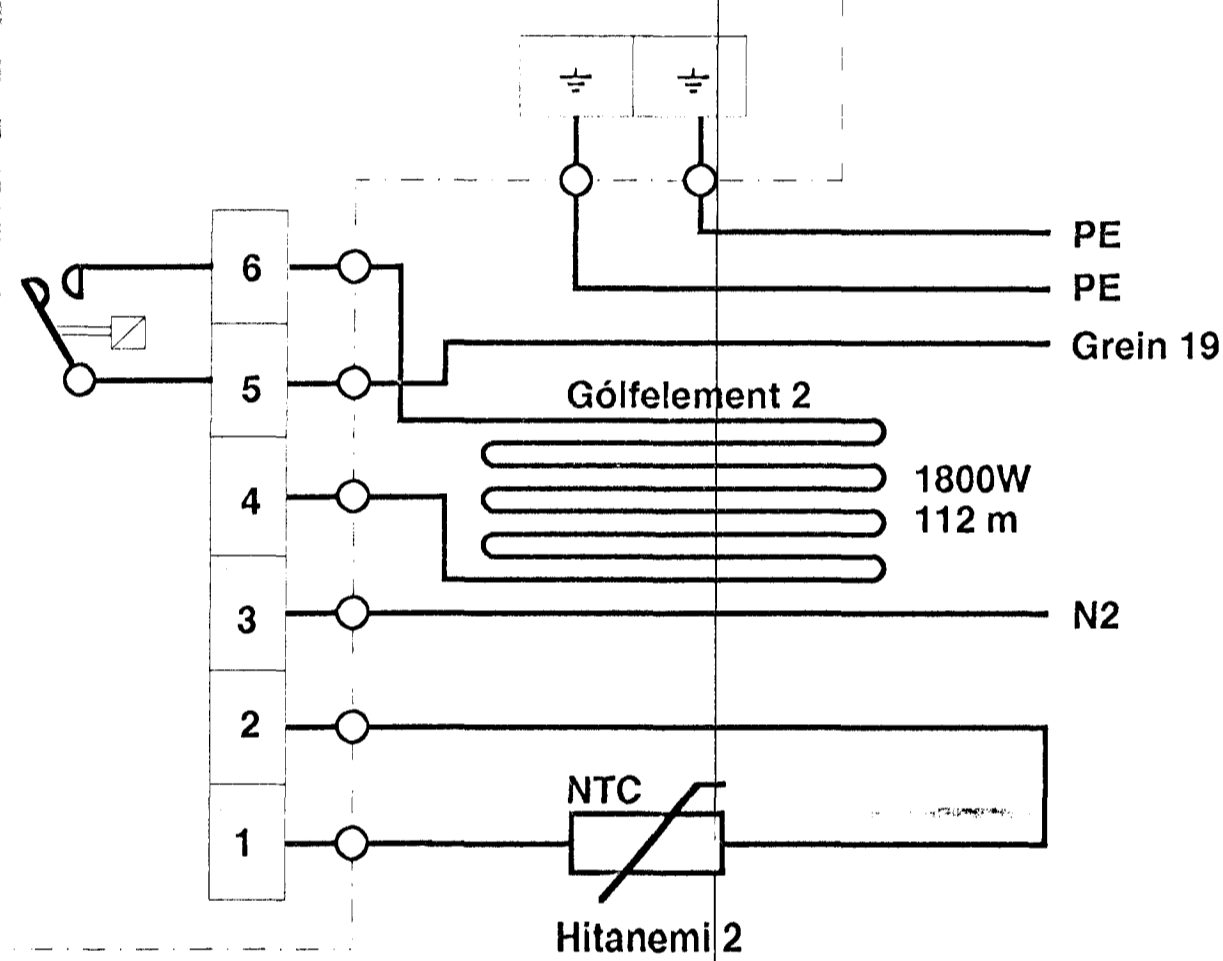 PE
6
PE
Grein 19
5
Gólfelement 2
1800W
4
112 m
3
N2
2
NTC
1
Hitanemi 2